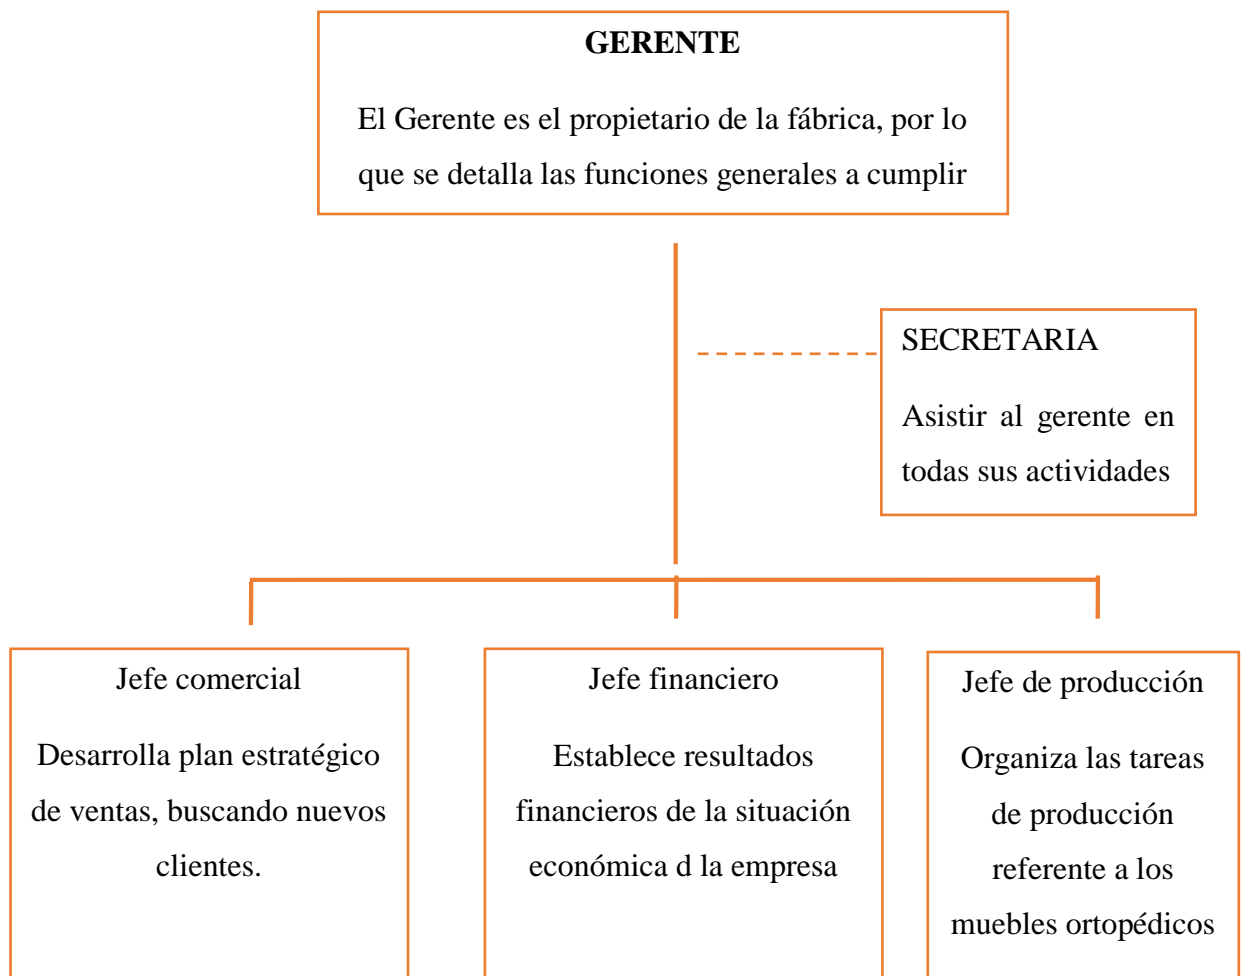 GERENTE
El Gerente es el propietario de la fábrica, por lo
que se detalla las funciones generales a cumplir
SECRETARIA
Asistir al gerente en
todas sus actividades
Jefe comercial
Desarrolla plan estratégico
de ventas, buscando nuevos
clientes.
Jefe financiero
Establece resultados
financieros de la situación
económica d la empresa
Jefe de producción
Organiza las tareas
de producción
referente a los
muebles ortopédicos